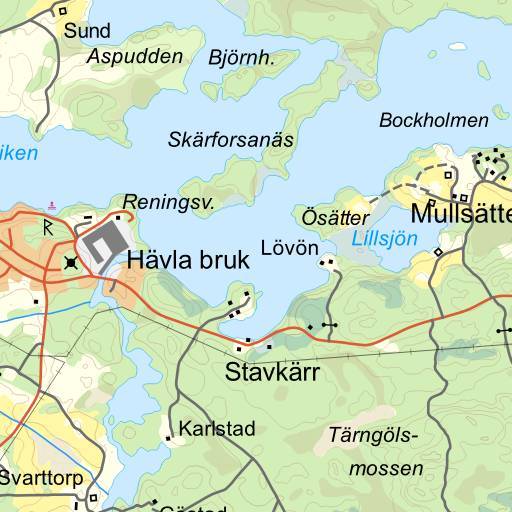 Sund
Aspudden
Björnh.
Bockholmen
Skärforsanäs
iken
Reningsv.
Ösätter
Mullsätte
Lillsjön
Lövön
Hävla bruk
Stavkärr
Karlstad
Tärngöls-
mossen
Svarttorp